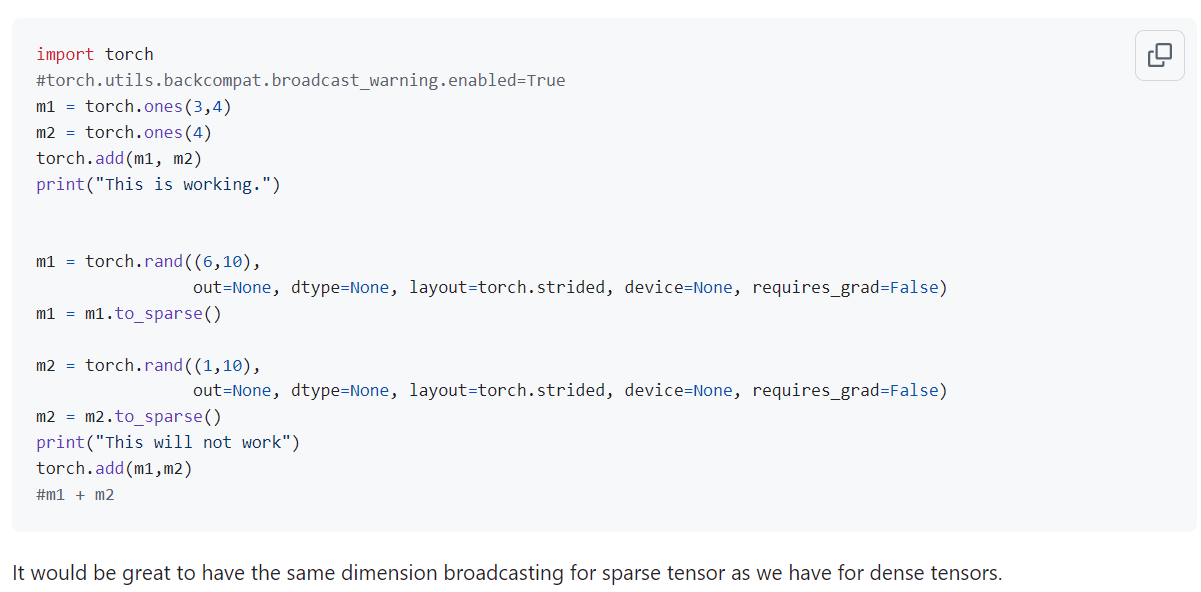 import torch
#torch.utils.backcompat.broadcast_warning.enabled=True
m1 = torch.ones(3,4)
m2 = torch.ones(4)
torch.add(m1, m2)
print("This is working.")
m1 = torch.rand((6,10),
out=None, dtype=None, layout=torch.strided, device=None, requires_grad=False)
m1 = m1.to_sparse()
m2 = torch.rand((1,10),
out=None, dtype=None, layout=torch.strided, device=None, requires_grad=False)
m2 = m2.to_sparse()
print("This will not work")
torch.add(m1,m2)
#m1 + m2
It would be great to have the same dimension broadcasting for sparse tensor as we have for dense tensors.